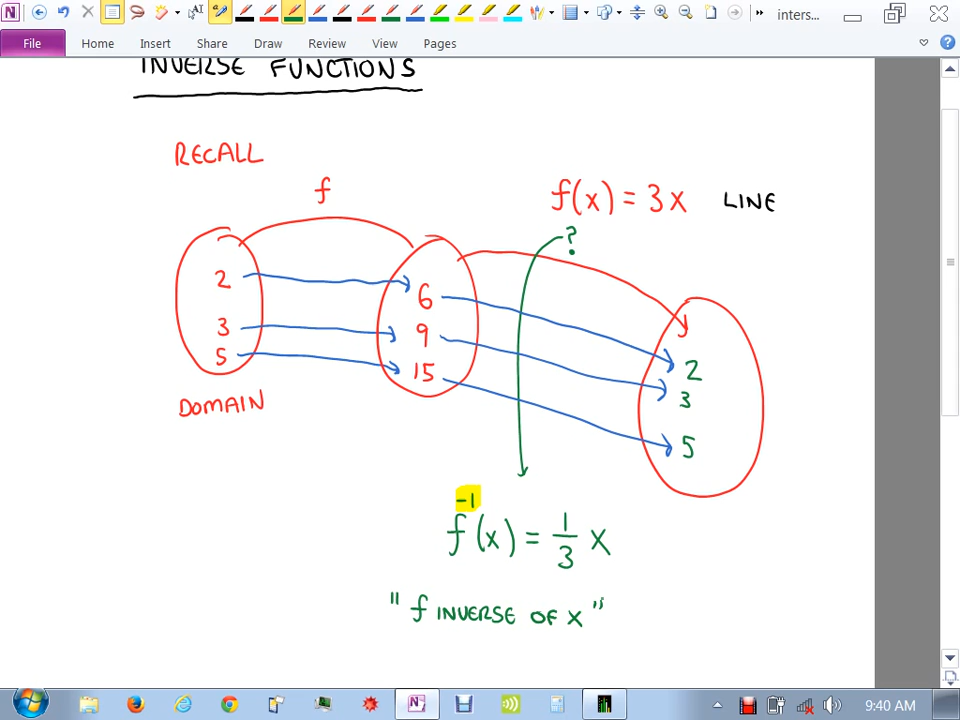 inters...
File Home Insert Share Draw Review View Pages
INVERSE FUNCTIONS
RECALL
f
f(x) = 3x LINE
?
2
3
5
6
9
15
2
3
5
DOMAIN
f⁻¹(x) = 1/3 x
"f INVERSE OF x"
9:40 AM